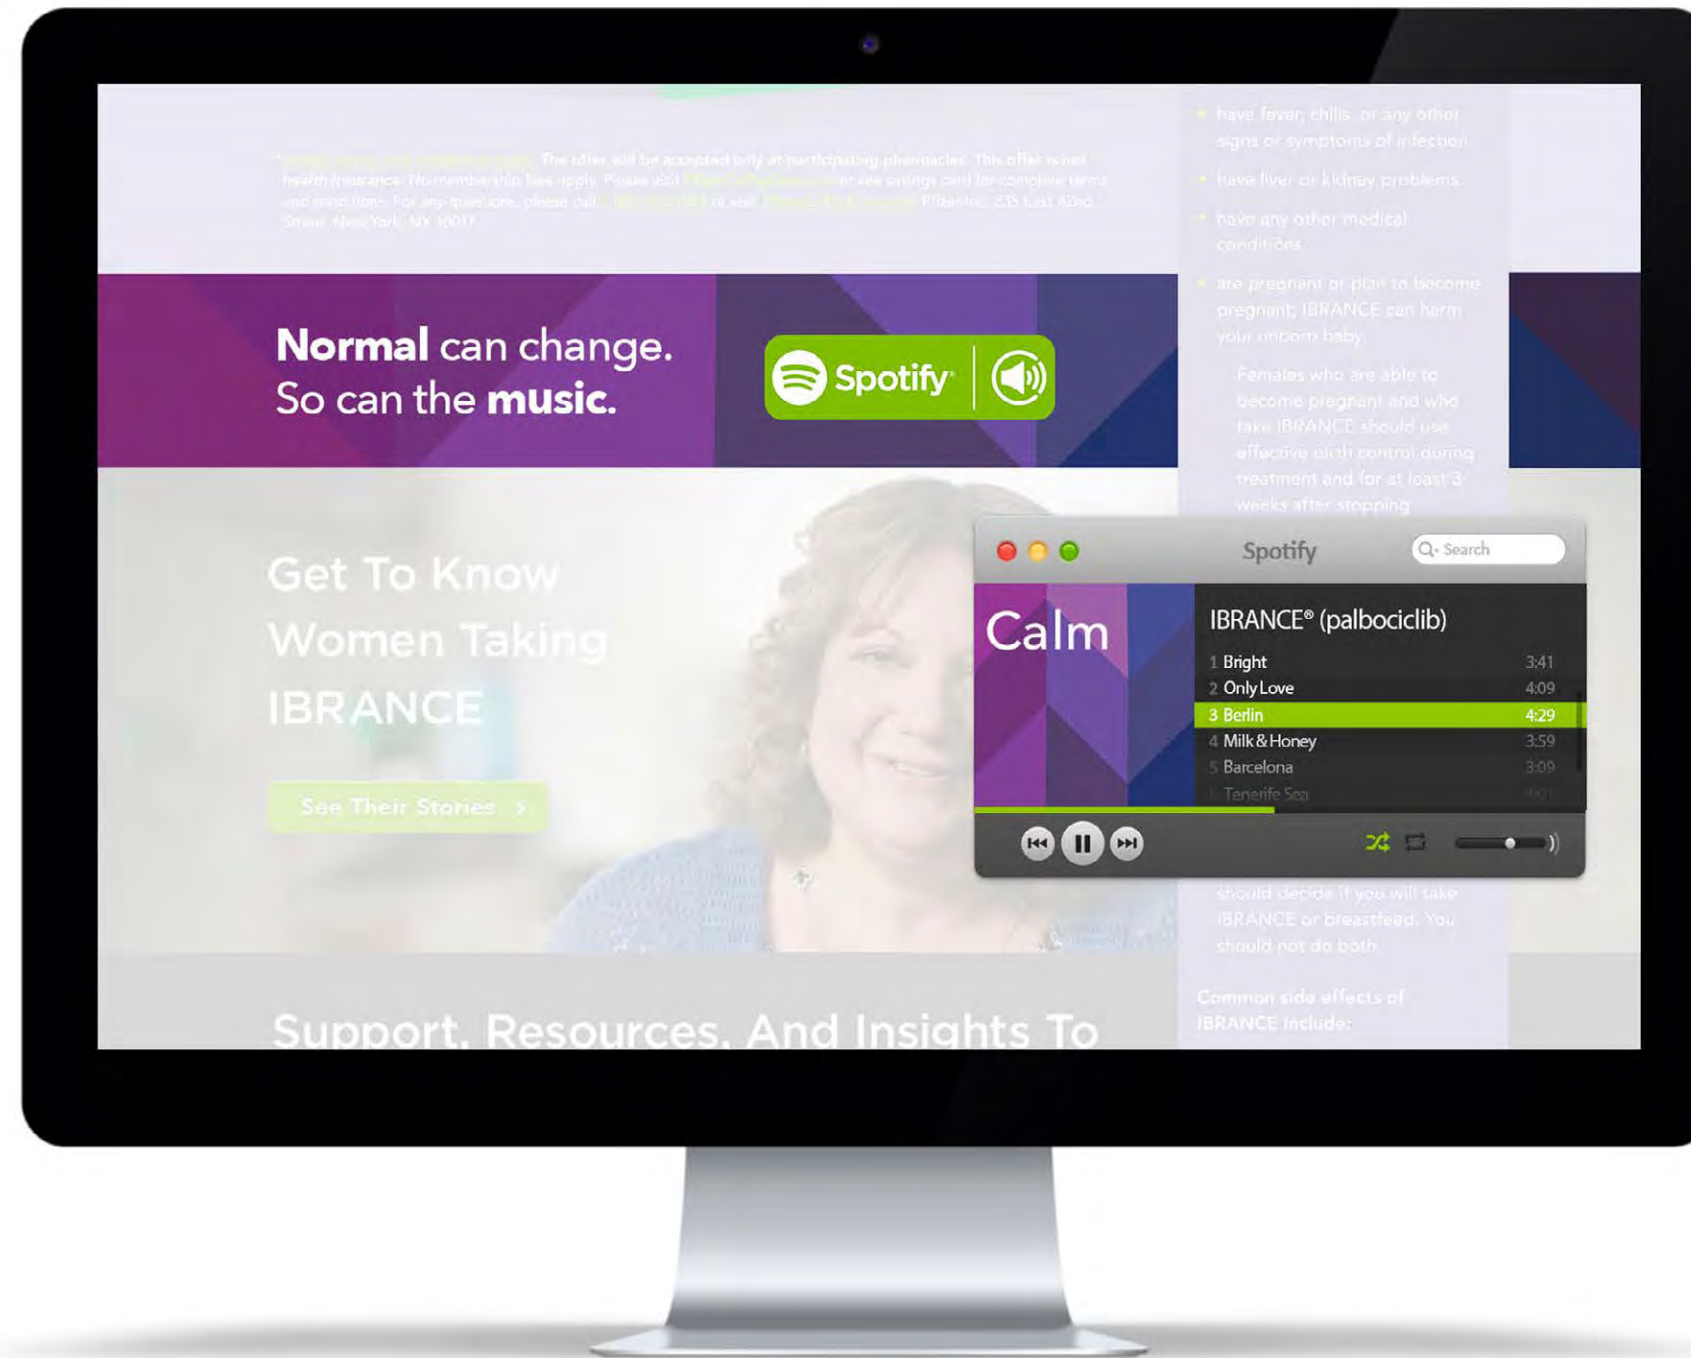 The offer will be accepted only at participating pharmacies. This offer is not
health insurance. No membership fees apply. Please visit or see savings card for complete terms
and conditions. For any questions, please call or visit Pfizer Inc, 235 East 42nd
Street, New York, NY 10017
Normal can change.
So can the music.
Spotify
Get To Know
Women Taking
IBRANCE
See Their Stories >
Support, Resources, And Insights To
• have fever, chills, or any other
signs or symptoms of infection.
• have liver or kidney problems.
• have any other medical
conditions.
• are pregnant or plan to become
pregnant; IBRANCE can harm
your unborn baby.
Females who are able to
become pregnant and who
take IBRANCE should use
effective birth control during
treatment and for at least 3
weeks after stopping
Spotify
Search
Calm
IBRANCE® (palbociclib)
1 Bright 3:41
2 Only Love 4:09
3 Berlin 4:29
4 Milk & Honey 3:59
5 Barcelona 3:09
Tenerife Sea 4:01
should decide if you will take
IBRANCE or breastfeed. You
should not do both.
Common side effects of
IBRANCE include: